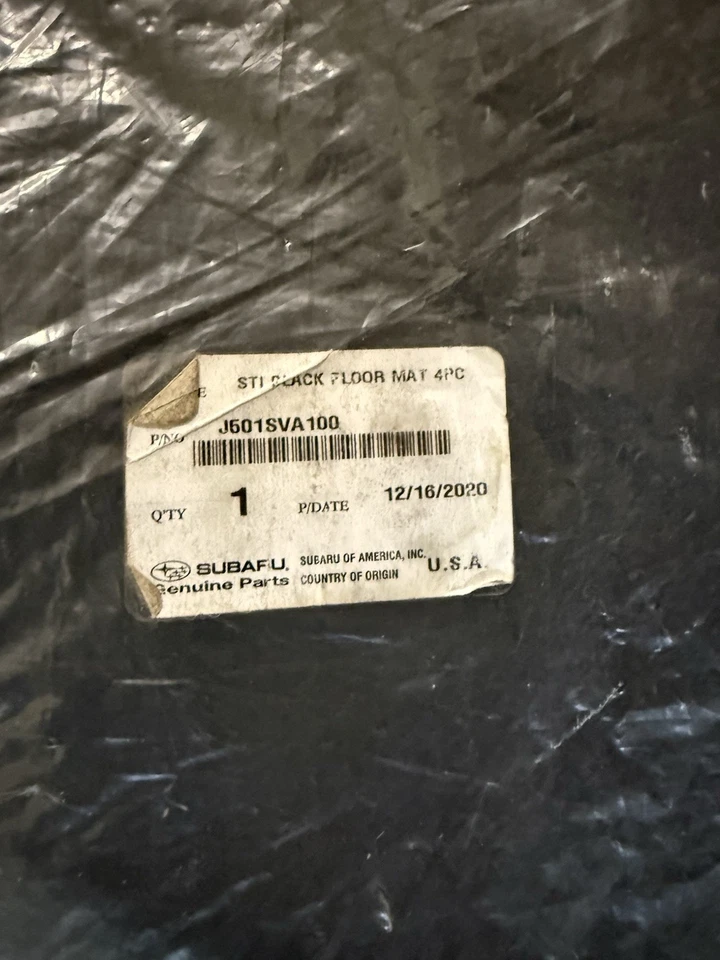 E STI BLACK FLOOR MAT 4PC
P/NO J501SVA100
Q'TY 1 P/DATE 12/16/2020
SUBARU. SUBARU OF AMERICA, INC. U.S.A.
Genuine Parts COUNTRY OF ORIGIN